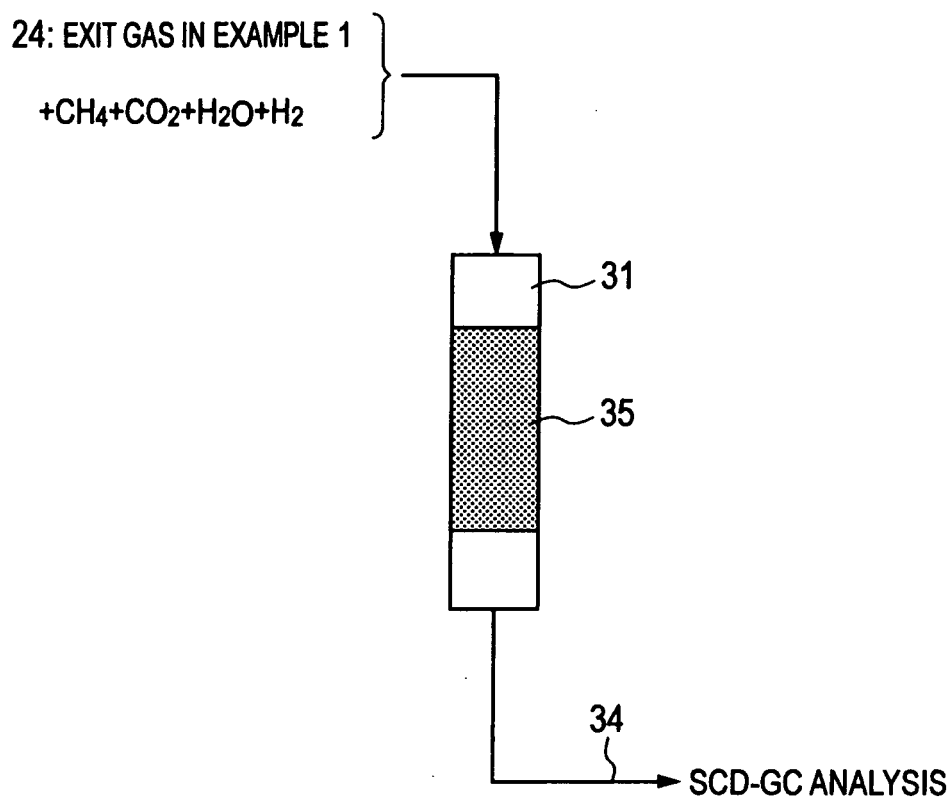 24: EXIT GAS IN EXAMPLE 1
+CH4+CO2+H2O+H2
31
35
34
SCD-GC ANALYSIS